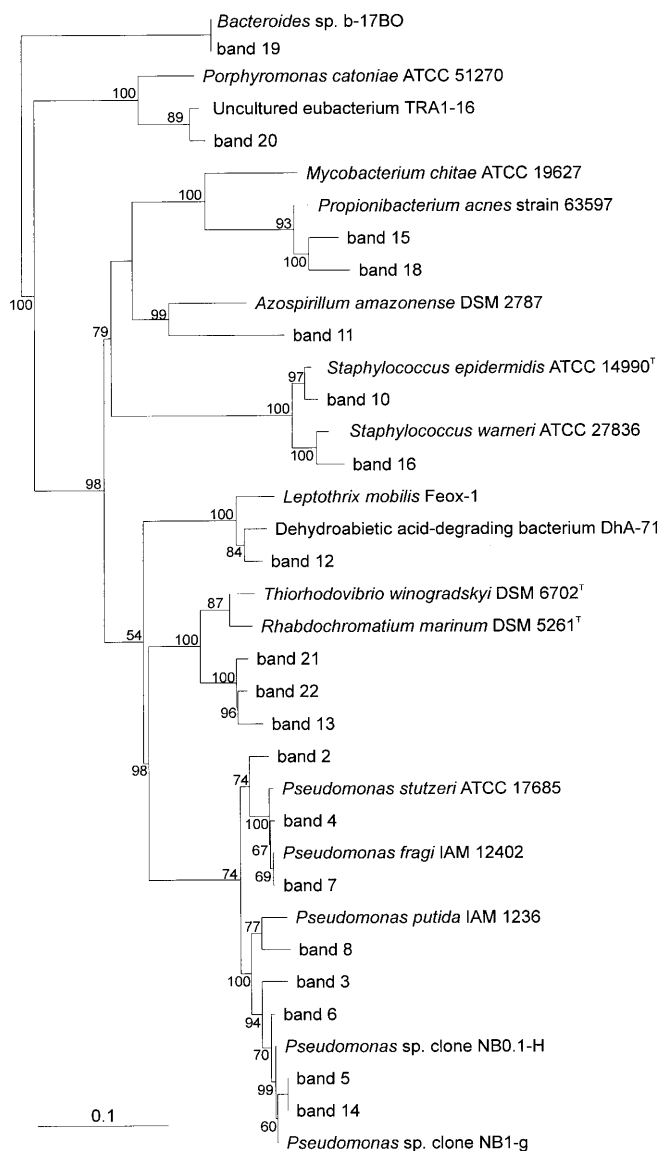 Bacteroides sp. b-17BO
band 19
Porphyromonas catoniae ATCC 51270
100
Uncultured eubacterium TRA1-16
89
band 20
Mycobacterium chitae ATCC 19627
100
Propionibacterium acnes strain 63597
93
band 15
100
band 18
Azospirillum amazonense DSM 2787
100
99
79
band 11
Staphylococcus epidermidis ATCC 14990T
97
band 10
100
Staphylococcus warneri ATCC 27836
100
band 16
98
Leptothrix mobilis Feox-1
100
Dehydroabietic acid-degrading bacterium DhA-71
84
band 12
Thiorhodovibrio winogradskyi DSM 6702T
87
Rhabdochromatium marinum DSM 5261T
54
100
band 21
100
band 22
96
band 13
98
band 2
74
Pseudomonas stutzeri ATCC 17685
100
band 4
67
Pseudomonas fragi IAM 12402
74
69
band 7
Pseudomonas putida IAM 1236
77
band 8
100
band 3
band 6
94
Pseudomonas sp. clone NB0.1-H
70
band 5
99
band 14
0.1
60
Pseudomonas sp. clone NB1-g